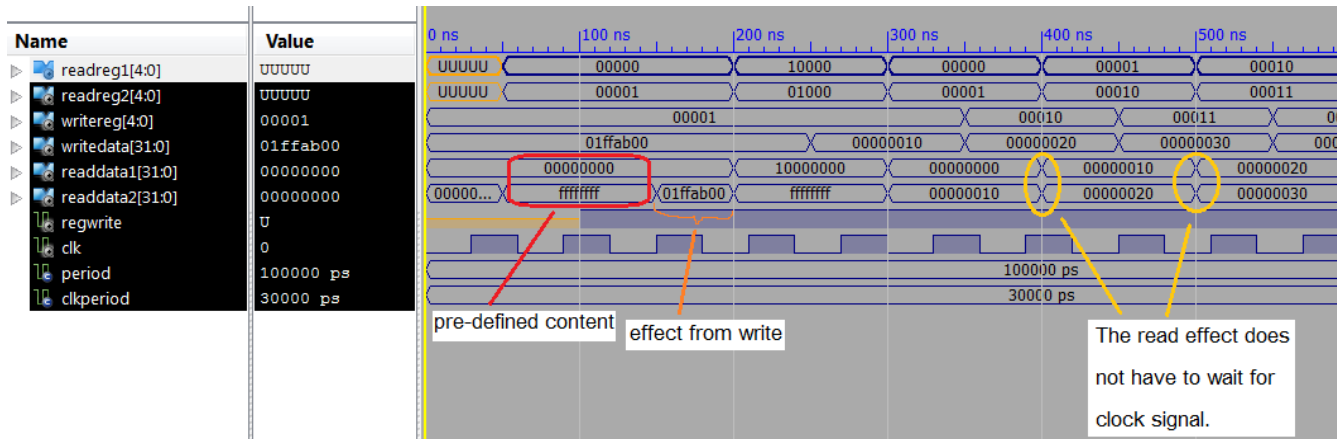 Name Value 0 ns 100 ns 200 ns 300 ns 400 ns 500 ns
readreg1[4:0] UUUUU UUUUU 00000 10000 00000 00001 00010
readreg2[4:0] UUUUU UUUUU 00001 01000 00001 00010 00011
writereg[4:0] 00001 00001 00010 00011
writedata[31:0] 01ffab00 01ffab00 00000010 00000020 00000030
readdata1[31:0] 00000000 00000000 10000000 00000000 00000010 00000020
readdata2[31:0] 00000000 00000... ffffffff 01ffab00 ffffffff 00000010 00000020 00000030
regwrite U
clk 0
period 100000 ps 100000 ps
clkperiod 30000 ps 30000 ps
pre-defined content
effect from write
The read effect does
not have to wait for
clock signal.